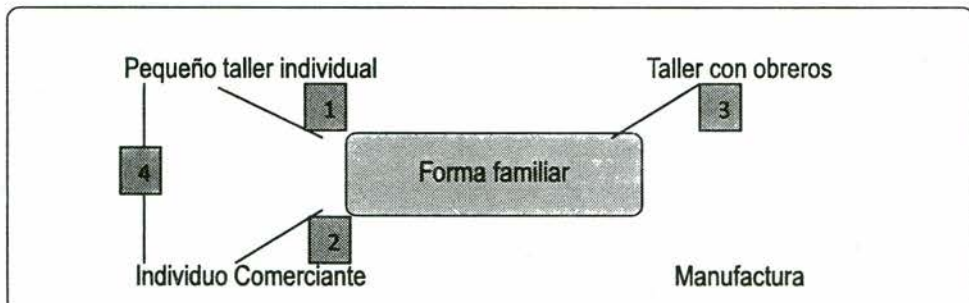 Pequeño taller individual
Taller con obreros
1
3
Forma familiar
4
2
Individuo Comerciante
Manufactura